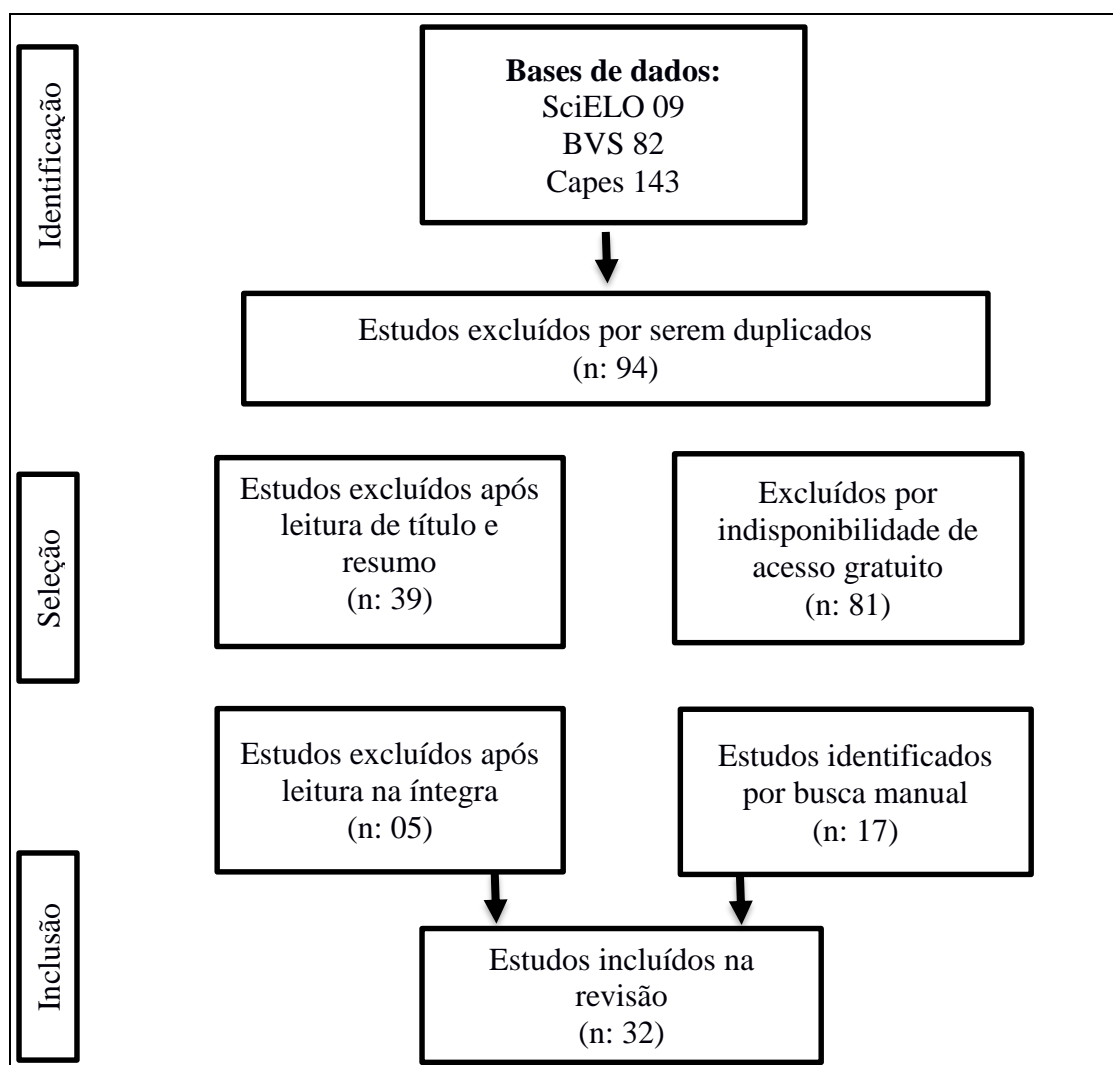 Identificação
Bases de dados:
SciELO 09
BVS 82
Capes 143
Estudos excluídos por serem duplicados
(n: 94)
Seleção
Estudos excluídos após
leitura de título e
resumo
(n: 39)
Excluídos por
indisponibilidade de
acesso gratuito
(n: 81)
Estudos excluídos após
leitura na íntegra
(n: 05)
Estudos identificados
por busca manual
(n: 17)
Inclusão
Estudos incluídos na
revisão
(n: 32)